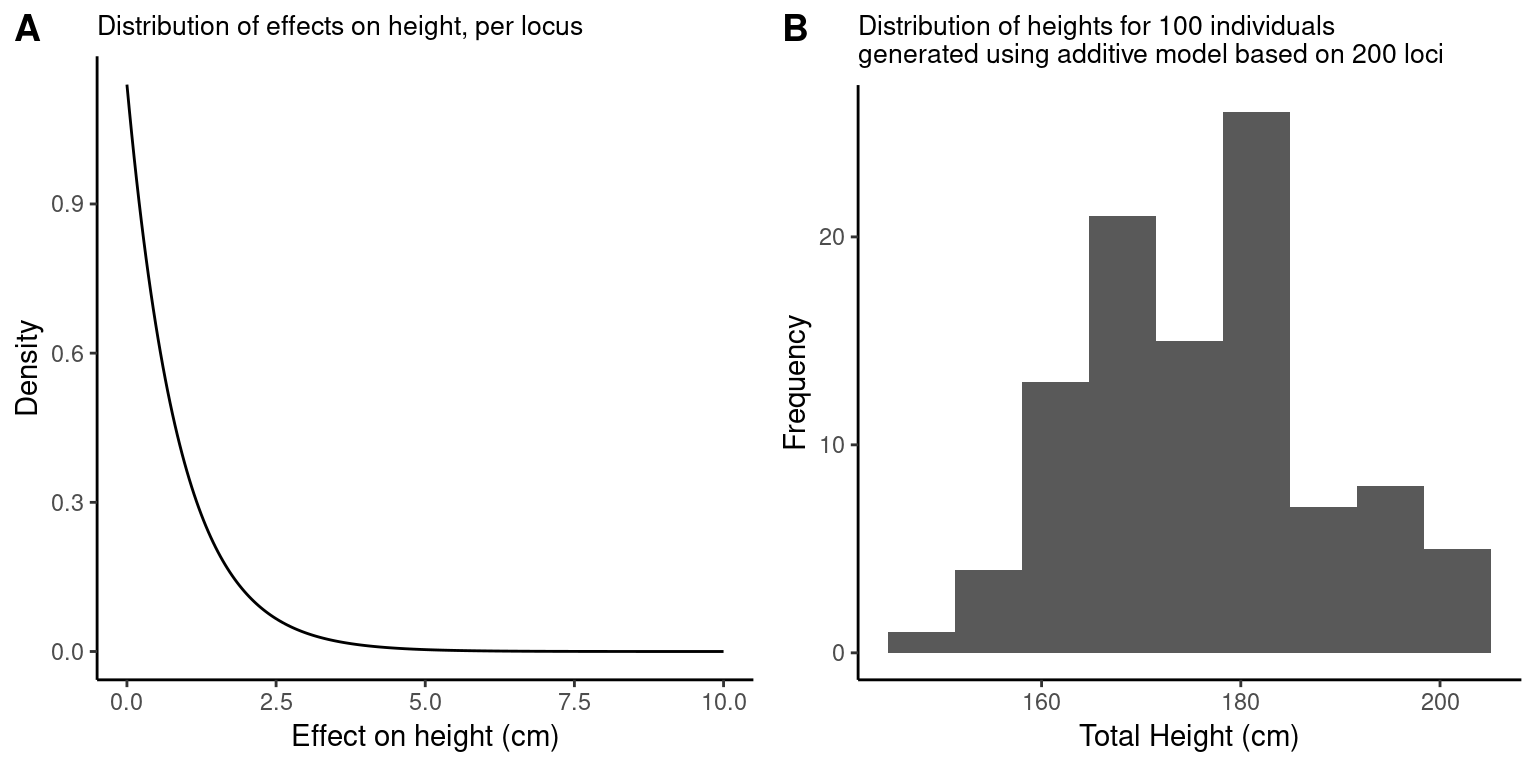 A
Distribution of effects on height, per locus
Density
0.9
0.6
0.3
0.0
0.0 2.5 5.0 7.5 10.0
Effect on height (cm)
B
Distribution of heights for 100 individuals
generated using additive model based on 200 loci
Frequency
20
10
0
160 180 200
Total Height (cm)